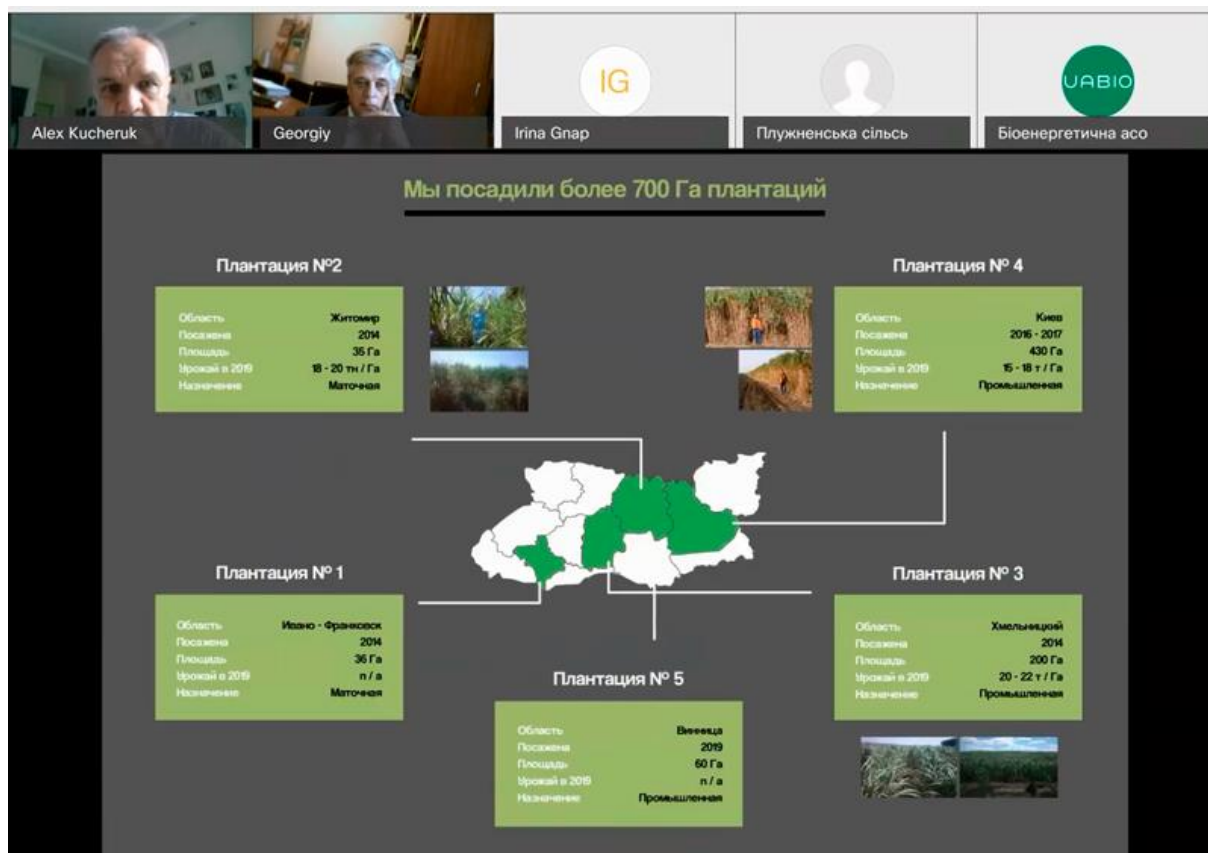 IG
UABIO
Alex Kucheruk
Georgiy
Irina Gnap
Плужненська сільсь
Біоенергетична асо
Мы посадили более 700 Га плантаций
Плантация №2
Область Житомир
Посажена 2014
Площадь 35 Га
Урожай в 2019 18 - 20 тн / Га
Назначение Маточная
Плантация № 4
Область Киев
Посажена 2016 - 2017
Площадь 430 Га
Урожай в 2019 15 - 18 т / Га
Назначение Промышленная
Плантация № 1
Область Ивано - Франковск
Посажена 2014
Площадь 36 Га
Урожай в 2019 n / a
Назначение Маточная
Плантация № 3
Область Хмельницкий
Посажена 2014
Площадь 200 Га
Урожай в 2019 20 - 22 т / Га
Назначение Промышленная
Плантация № 5
Область Винница
Посажена 2019
Площадь 60 Га
Урожай в 2019 n / a
Назначение Промышленная